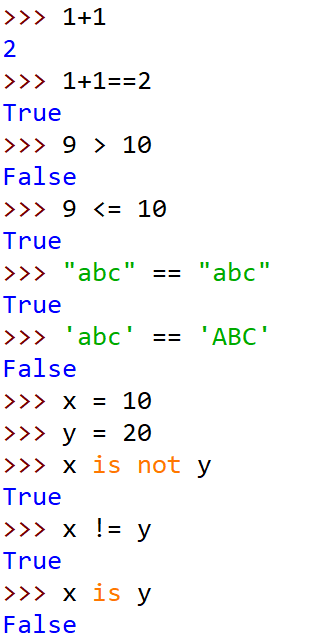 >>> 1+1
2
>>> 1+1==2
True
>>> 9 > 10
False
>>> 9 <= 10
True
>>> "abc" == "abc"
True
>>> 'abc' == 'ABC'
False
>>> x = 10
>>> y = 20
>>> x is not y
True
>>> x != y
True
>>> x is y
False